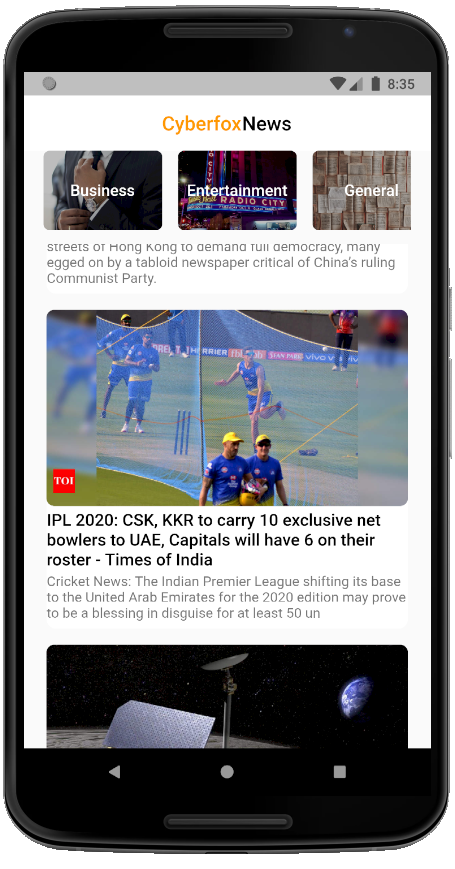 8:35
CyberfoxNews
Business
Entertainment
General
RADIO CITY
streets of Hong Kong to demand full democracy, many
egged on by a tabloid newspaper critical of China's ruling
Communist Party.
vivo
TOI
IPL 2020: CSK, KKR to carry 10 exclusive net
bowlers to UAE, Capitals will have 6 on their
roster - Times of India
Cricket News: The Indian Premier League shifting its base
to the United Arab Emirates for the 2020 edition may prove
to be a blessing in disguise for at least 50 un